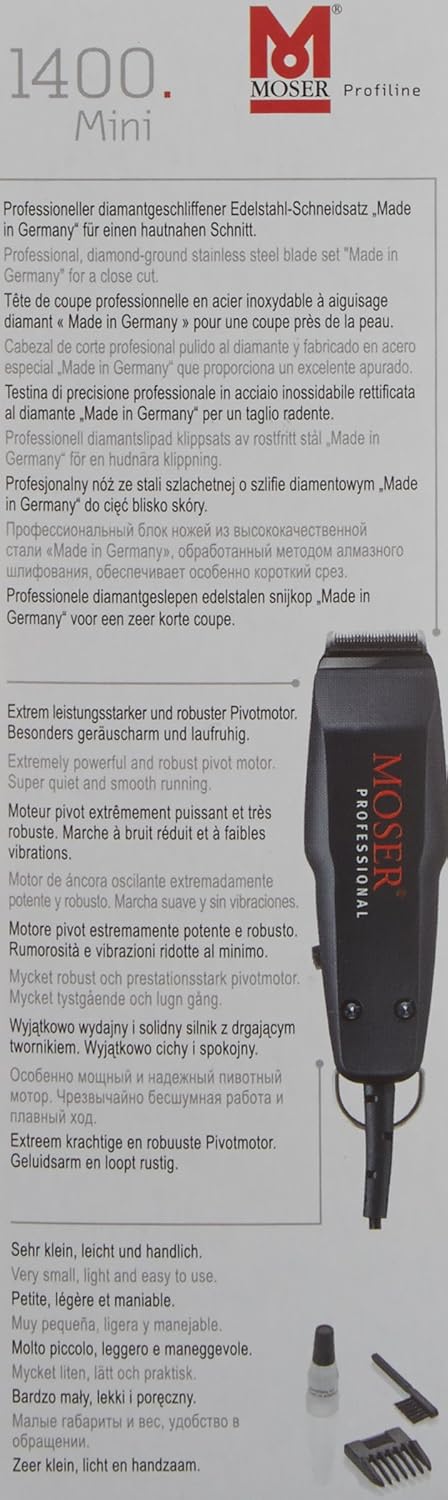 1400.
Mini
MOSER®
Profiline
Professioneller diamantgeschliffener Edelstahl-Schneidsatz „Made
in Germany“ für einen hautnahen Schnitt.
Professional, diamond-ground stainless steel blade set "Made in
Germany" for a close cut.
Tête de coupe professionnelle en acier inoxydable à aiguisage
diamant « Made in Germany » pour une coupe près de la peau.
Cabezal de corte profesional pulido al diamante y fabricado en acero
especial „Made in Germany“ que proporciona un excelente apurado.
Testina di precisione professionale in acciaio inossidabile rettificata
al diamante „Made in Germany“ per un taglio radente.
Professionell diamantslipad klippsats av rostfritt stål „Made in
Germany“ för en hudnära klippning.
Profesjonalny nóż ze stali szlachetnej o szlifie diamentowym „Made
in Germany“ do cięć blisko skóry.
Профессиональный блок ножей из высококачественной
стали «Made in Germany», обработанный методом алмазного
шлифования, обеспечивает особенно короткий срез.
Professionele diamantgeslepen edelstalen snijkop „Made in
Germany“ voor een zeer korte coupe.
Extrem leistungsstarker und robuster Pivotmotor.
Besonders geräuscharm und laufruhig.
Extremely powerful and robust pivot motor.
Super quiet and smooth running.
Moteur pivot extrêmement puissant et très
robuste. Marche à bruit réduit et à faibles
vibrations.
Motor de áncora oscilante extremadamente
potente y robusto. Marcha suave y sin vibraciones.
Motore pivot estremamente potente e robusto.
Rumorosità e vibrazioni ridotte al minimo.
Mycket robust och prestationsstark pivotmotor.
Mycket tystgående och lugn gång.
Wyjątkowo wydajny i solidny silnik z drgającym
twornikiem. Wyjątkowo cichy i spokojny.
Особенно мощный и надежный пивотный
мотор. Чрезвычайно бесшумная работа и
плавный ход.
Extreem krachtige en robuuste Pivotmotor.
Geluidsarm en loopt rustig.
MOSER®
PROFESSIONAL
Sehr klein, leicht und handlich.
Very small, light and easy to use.
Petite, légère et maniable.
Muy pequeña, ligera y manejable.
Molto piccolo, leggero e maneggevole.
Mycket liten, lätt och praktisk.
Bardzo mały, lekki i poręczny.
Малые габариты и вес, удобство в
обращении.
Zeer klein, licht en handzaam.